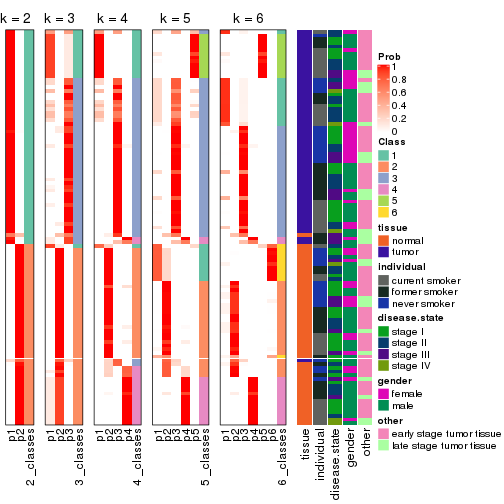 k = 2
k = 3
k = 4
k = 5
k = 6
Prob
1
0.8
0.6
0.4
0.2
0
Class
1
2
3
4
5
6
tissue
normal
tumor
individual
current smoker
former smoker
never smoker
disease.state
stage I
stage II
stage III
stage IV
gender
female
male
other
early stage tumor tissue
late stage tumor tissue
p1
p2
2_classes
p1
p2
p3
3_classes
p1
p2
p3
p4
4_classes
p1
p2
p3
p4
p5
5_classes
p1
p2
p3
p4
p5
p6
6_classes
tissue
individual
disease.state
gender
other